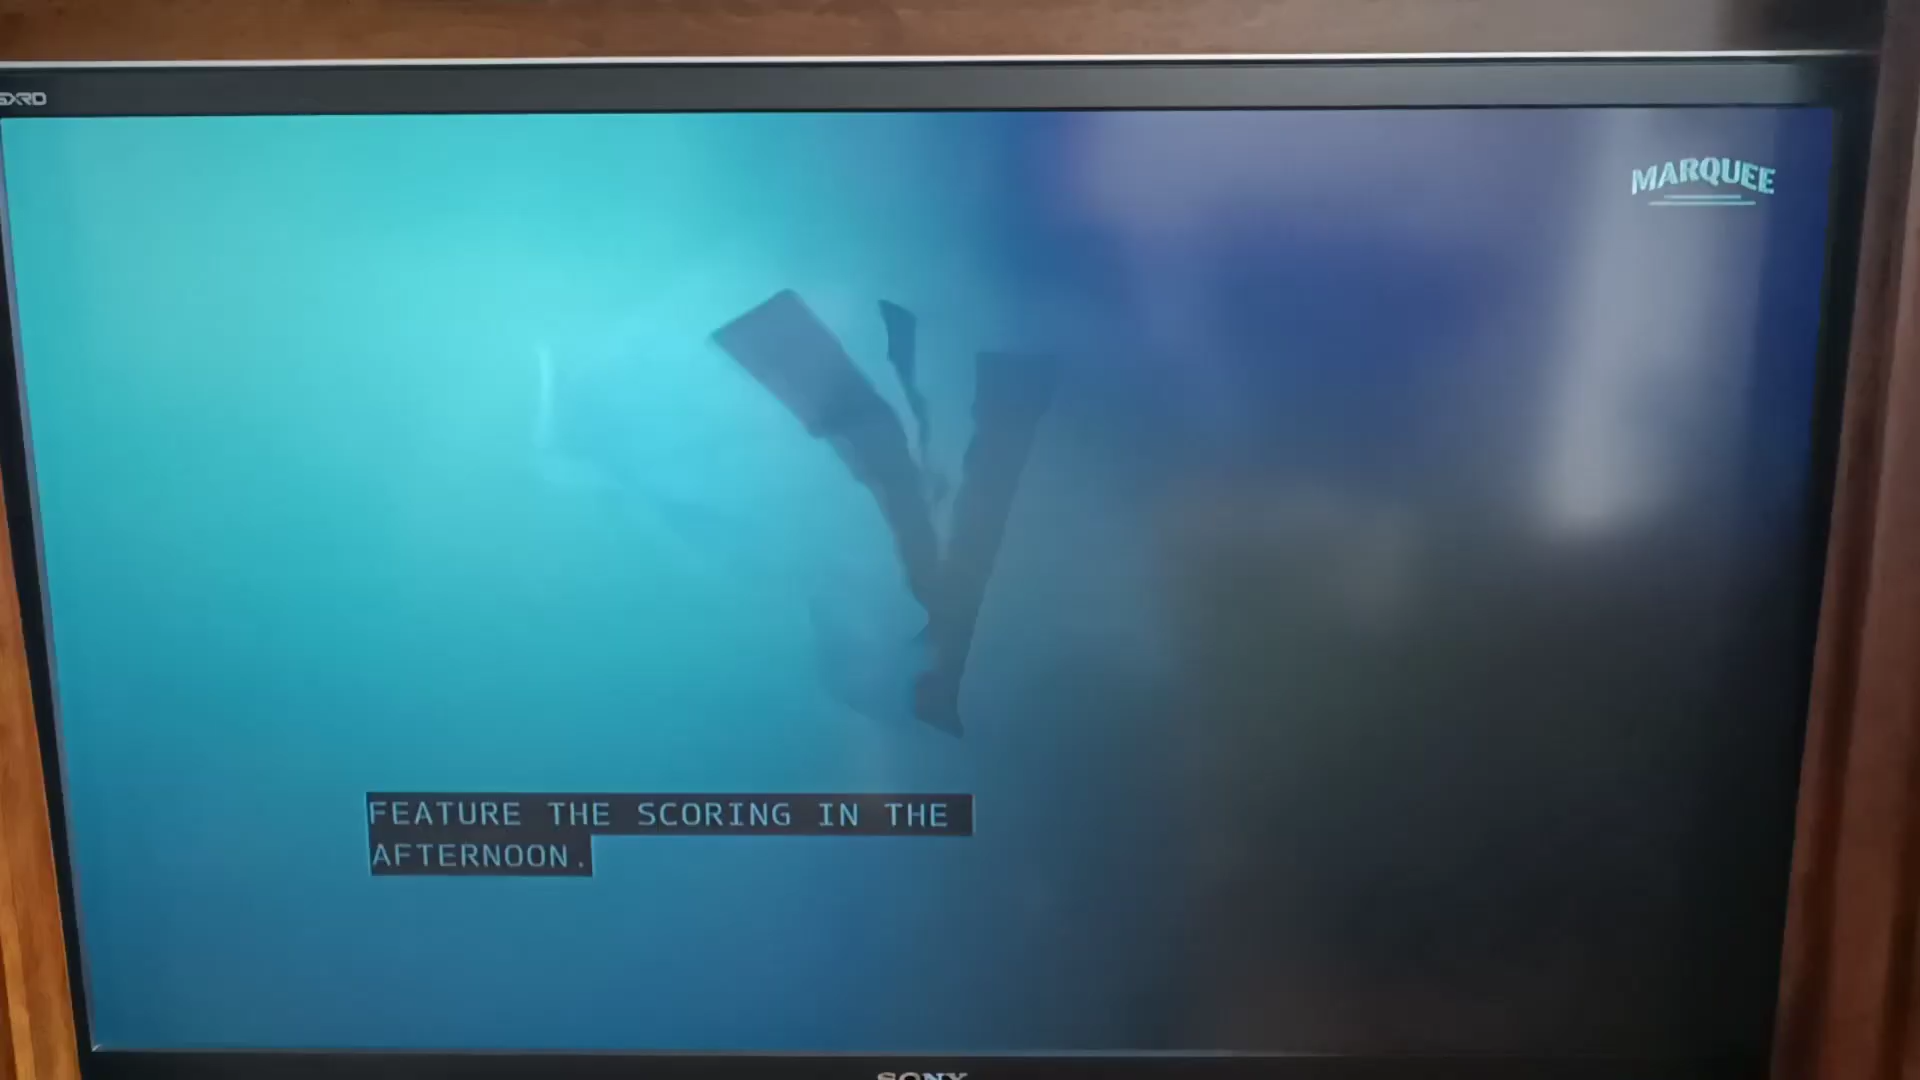 SXRD
MARQUEE
FEATURE THE SCORING IN THE
AFTERNOON.
SONY